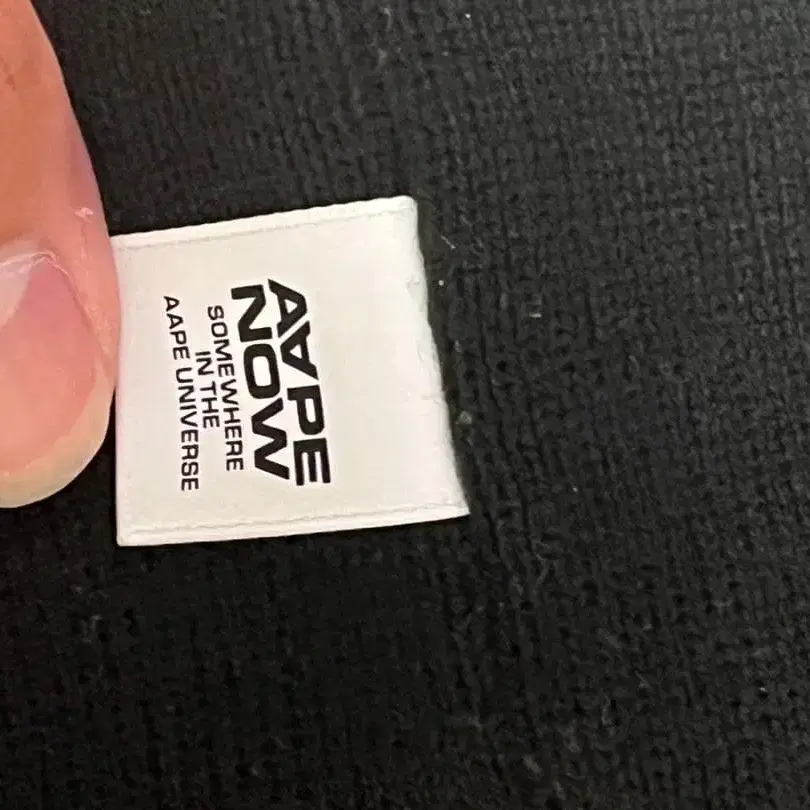 AAPE
NOW
SOMEWHERE
IN THE
AAPE UNIVERSE